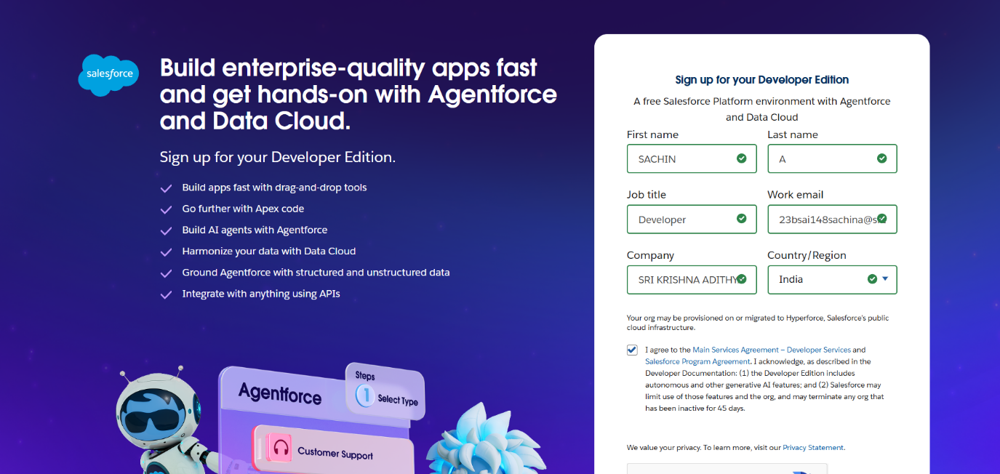 salesforce
Build enterprise-quality apps fast
and get hands-on with Agentforce
and Data Cloud.
Sign up for your Developer Edition.
Build apps fast with drag-and-drop tools
Go further with Apex code
Build AI agents with Agentforce
Harmonize your data with Data Cloud
Ground Agentforce with structured and unstructured data
Integrate with anything using APIs
Agentforce
Steps
1 Select Type
Customer Support
Sign up for your Developer Edition
A free Salesforce Platform environment with Agentforce
and Data Cloud
First name Last name
SACHIN A
Job title Work email
Developer 23bsai148sachina@s
Company Country/Region
SRI KRISHNA ADITHY India
Your org may be provisioned on or migrated to Hyperforce, Salesforce's public
cloud infrastructure.
I agree to the Main Services Agreement – Developer Services and
Salesforce Program Agreement. I acknowledge, as described in the
Developer Documentation: (1) the Developer Edition includes
autonomous and other generative AI features; and (2) Salesforce may
limit use of those features and the org, and may terminate any org that
has been inactive for 45 days.
We value your privacy. To learn more, visit our Privacy Statement.